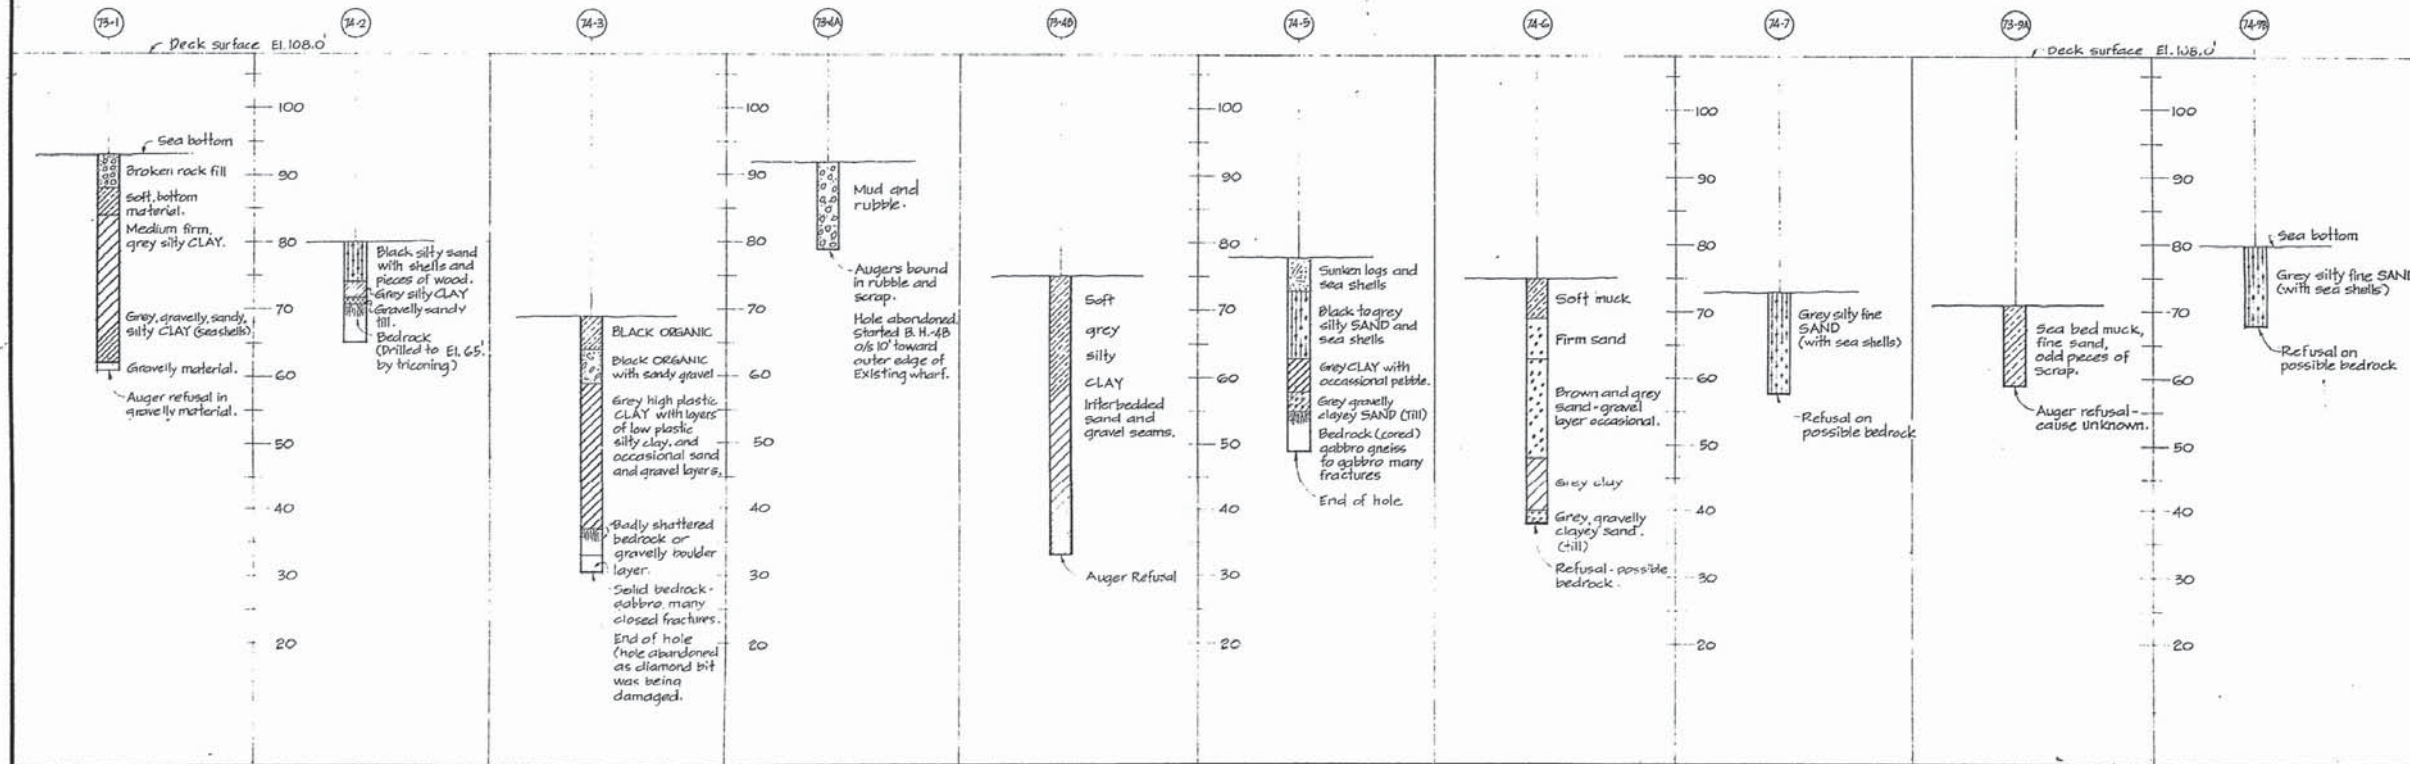 73-1
74-2
74-3
73-4A
73-4B
74-5
74-6
74-7
73-9A
74-9B
Deck surface El. 108.0'
Deck surface El. 108.0'
Sea bottom
Broken rock fill
Soft, bottom
material.
Medium firm,
grey silty CLAY.
Grey, gravelly, sandy,
silty CLAY (seashells)
Gravelly material.
Auger refusal in
gravelly material.
100
90
80
70
60
50
40
30
20
Black silty sand
with shells and
pieces of wood.
Grey silty CLAY
Gravelly sandy
till.
Bedrock
(Drilled to El. 65'
by triconing)
BLACK ORGANIC
Black ORGANIC
with sandy gravel
Grey high plastic
CLAY with layers
of low plastic
silty clay, and
occasional sand
and gravel layers.
Badly shattered
bedrock or
gravelly boulder
layer.
Solid bedrock-
gabbro, many
closed fractures.
End of hole
(hole abandoned
as diamond bit
was being
damaged.
100
90
80
70
60
50
40
30
20
Mud and
rubble.
Augers bound
in rubble and
scrap.
Hole abandoned.
Started B.H.-4B
o/s 10' toward
outer edge of
Existing wharf.
Soft
grey
silty
CLAY
Interbedded
sand and
gravel seams.
Auger Refusal
100
90
80
70
60
50
40
30
20
Sunken logs and
sea shells
Black to grey
silty SAND and
sea shells
Grey CLAY with
occassional pebble.
Grey gravelly
clayey SAND (Till)
Bedrock (cored)
gabbro gneiss
to gabbro many
fractures
End of hole
Soft muck
Firm sand
Brown and grey
sand-gravel
layer occasional.
Grey clay
Grey, gravelly
clayey sand.
(till)
Refusal - possible
bedrock.
100
90
80
70
60
50
40
30
20
Grey silty fine
SAND
(with sea shells)
Refusal on
possible bedrock
Sea bed muck,
fine sand,
odd pieces of
scrap.
Auger refusal-
cause unknown.
100
90
80
70
60
50
40
30
20
Sea bottom
Grey silty fine SAND
(with sea shells)
Refusal on
possible bedrock